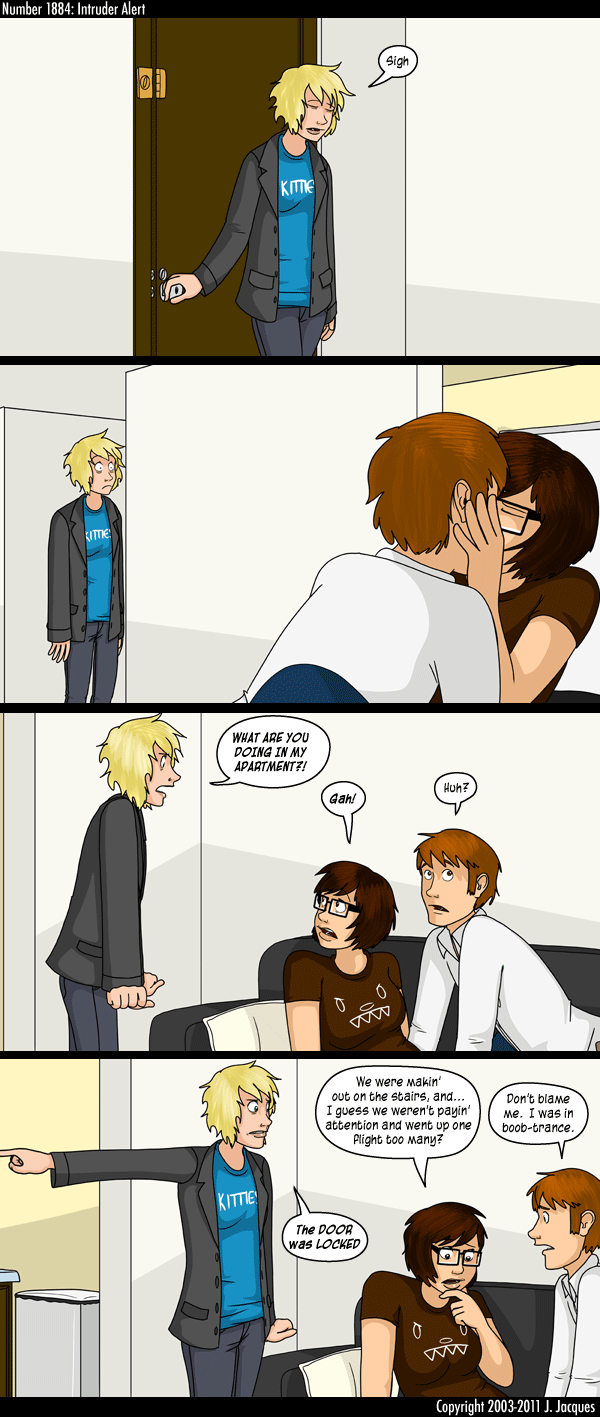 Number 1884: Intruder Alert
Sigh
KITTIE
KITTIES
WHAT ARE YOU
DOING IN MY
APARTMENT?!
Gah!
Huh?
We were makin'
out on the stairs, and...
I guess we weren't payin'
attention and went up one
flight too many?
Don't blame
me. I was in
boob-trance.
KITTIES
The DOOR
was LOCKED
Copyright 2003-2011 J. Jacques